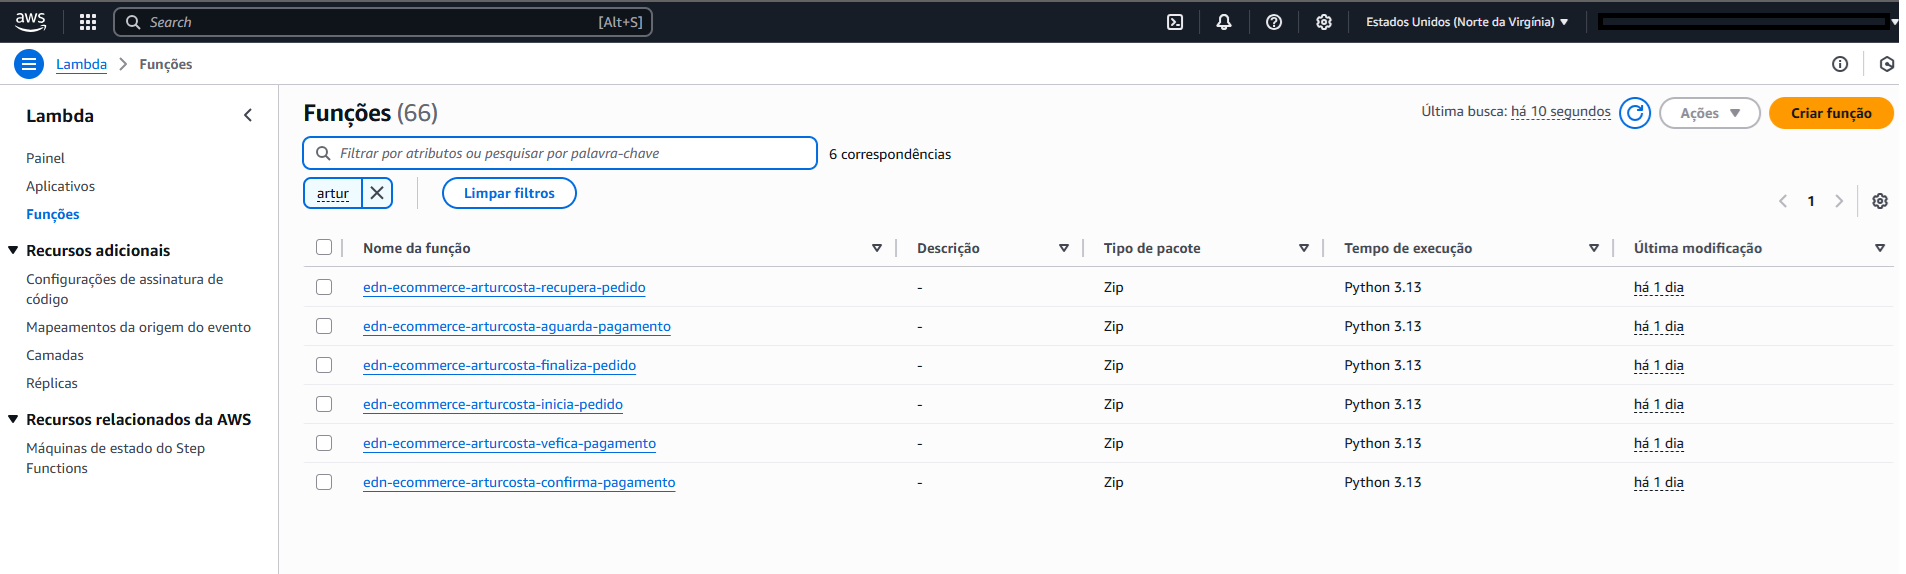 aws
Search
[Alt+S]
Estados Unidos (Norte da Virgínia)
Lambda
Funções
Lambda
Painel
Aplicativos
Funções
Recursos adicionais
Configurações de assinatura de
código
Mapeamentos da origem do evento
Camadas
Réplicas
Recursos relacionados da AWS
Máquinas de estado do Step
Functions
Funções (66)
Última busca: há 10 segundos
Ações
Criar função
Filtrar por atributos ou pesquisar por palavra-chave
6 correspondências
artur
Limpar filtros
1
Nome da função Descrição Tipo de pacote Tempo de execução Última modificação
edn-ecommerce-arturcosta-recupera-pedido - Zip Python 3.13 há 1 dia
edn-ecommerce-arturcosta-aguarda-pagamento - Zip Python 3.13 há 1 dia
edn-ecommerce-arturcosta-finaliza-pedido - Zip Python 3.13 há 1 dia
edn-ecommerce-arturcosta-inicia-pedido - Zip Python 3.13 há 1 dia
edn-ecommerce-arturcosta-vefica-pagamento - Zip Python 3.13 há 1 dia
edn-ecommerce-arturcosta-confirma-pagamento - Zip Python 3.13 há 1 dia